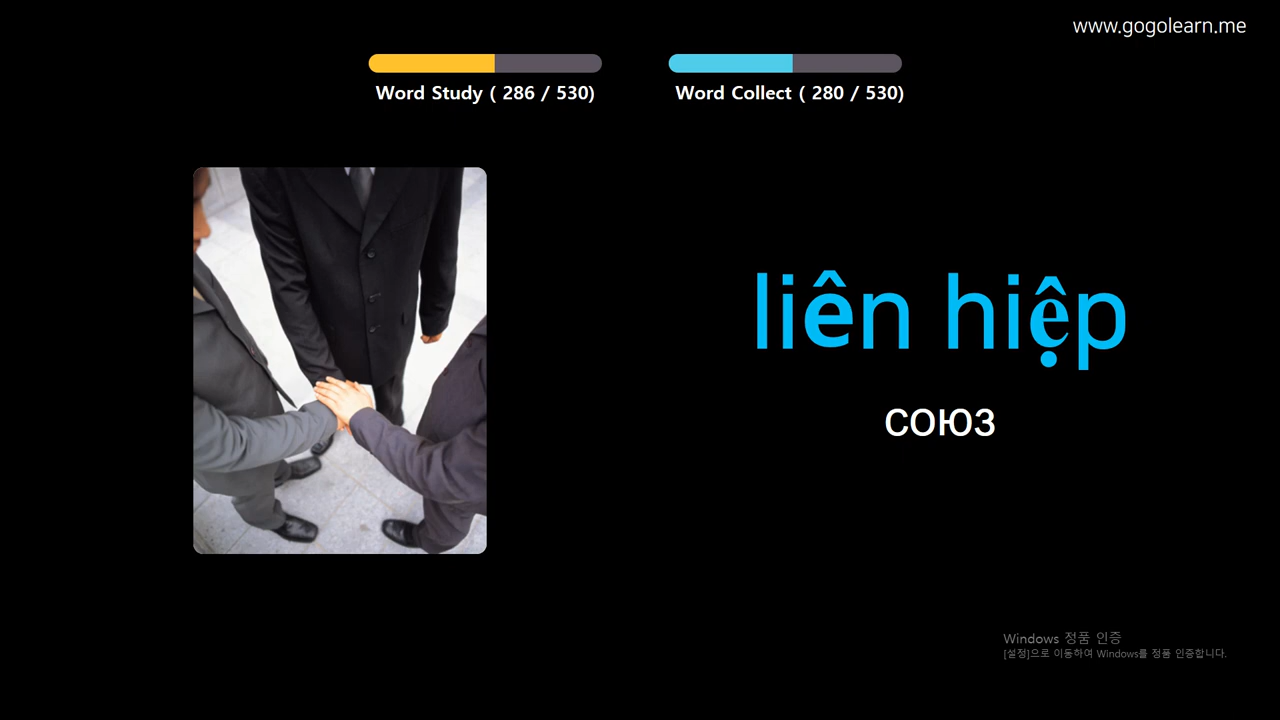 www.gogolearn.me
Word Study ( 286 / 530)
Word Collect ( 280 / 530)
liên hiệp
союз
Windows 정품 인증
[설정]으로 이동하여 Windows를 정품 인증합니다.